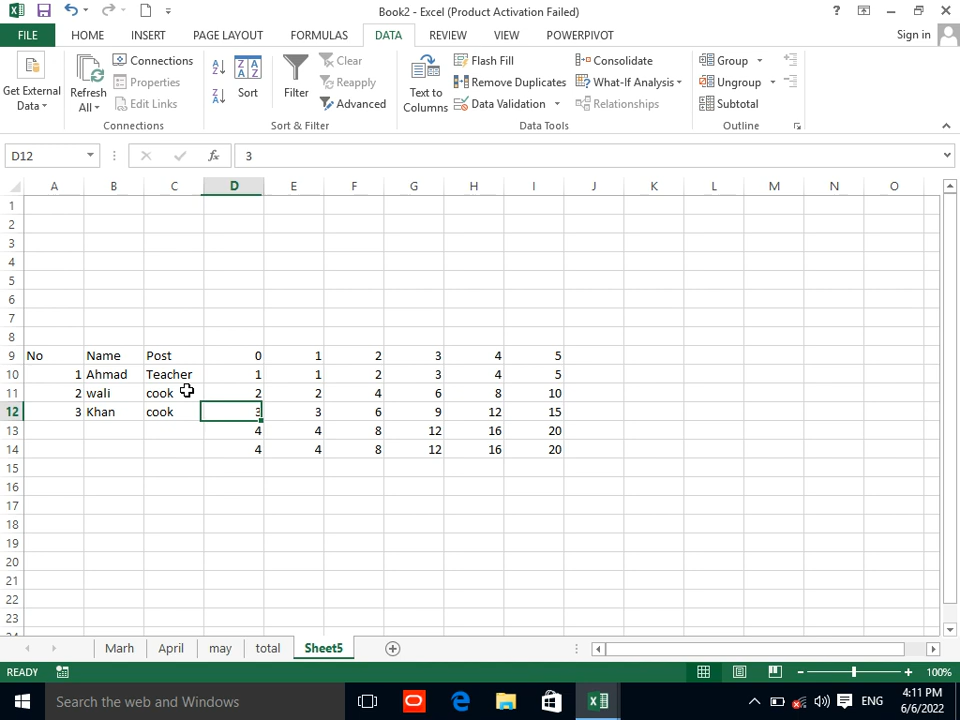 Book2 - Excel (Product Activation Failed)
FILE HOME INSERT PAGE LAYOUT FORMULAS DATA REVIEW VIEW POWERPIVOT Sign in
Get External Data
Refresh All
Connections
Properties
Edit Links
Connections
Sort
Filter
Clear
Reapply
Advanced
Sort & Filter
Text to Columns
Flash Fill
Remove Duplicates
Data Validation
Consolidate
What-If Analysis
Relationships
Data Tools
Group
Ungroup
Subtotal
Outline
D12 fx 3
A B C D E F G H I J K L M N O
1
2
3
4
5
6
7
8
9 No Name Post 0 1 2 3 4 5
10 1 Ahmad Teacher 1 1 2 3 4 5
11 2 wali cook 2 2 4 6 8 10
12 3 Khan cook 3 3 6 9 12 15
13 4 4 8 12 16 20
14 4 4 8 12 16 20
15
16
17
18
19
20
21
22
23
Marh April may total Sheet5
READY 100%
Search the web and Windows
ENG
4:11 PM
6/6/2022